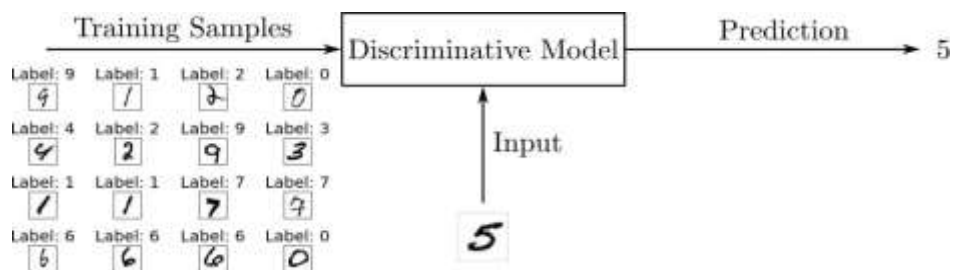 Training Samples
Discriminative Model
Prediction
5
Label: 9 Label: 1 Label: 2 Label: 0
9 1 2 0
Label: 4 Label: 2 Label: 9 Label: 3
4 2 9 3
Label: 1 Label: 1 Label: 7 Label: 7
1 1 7 7
Label: 6 Label: 6 Label: 6 Label: 0
6 6 6 0
Input
5